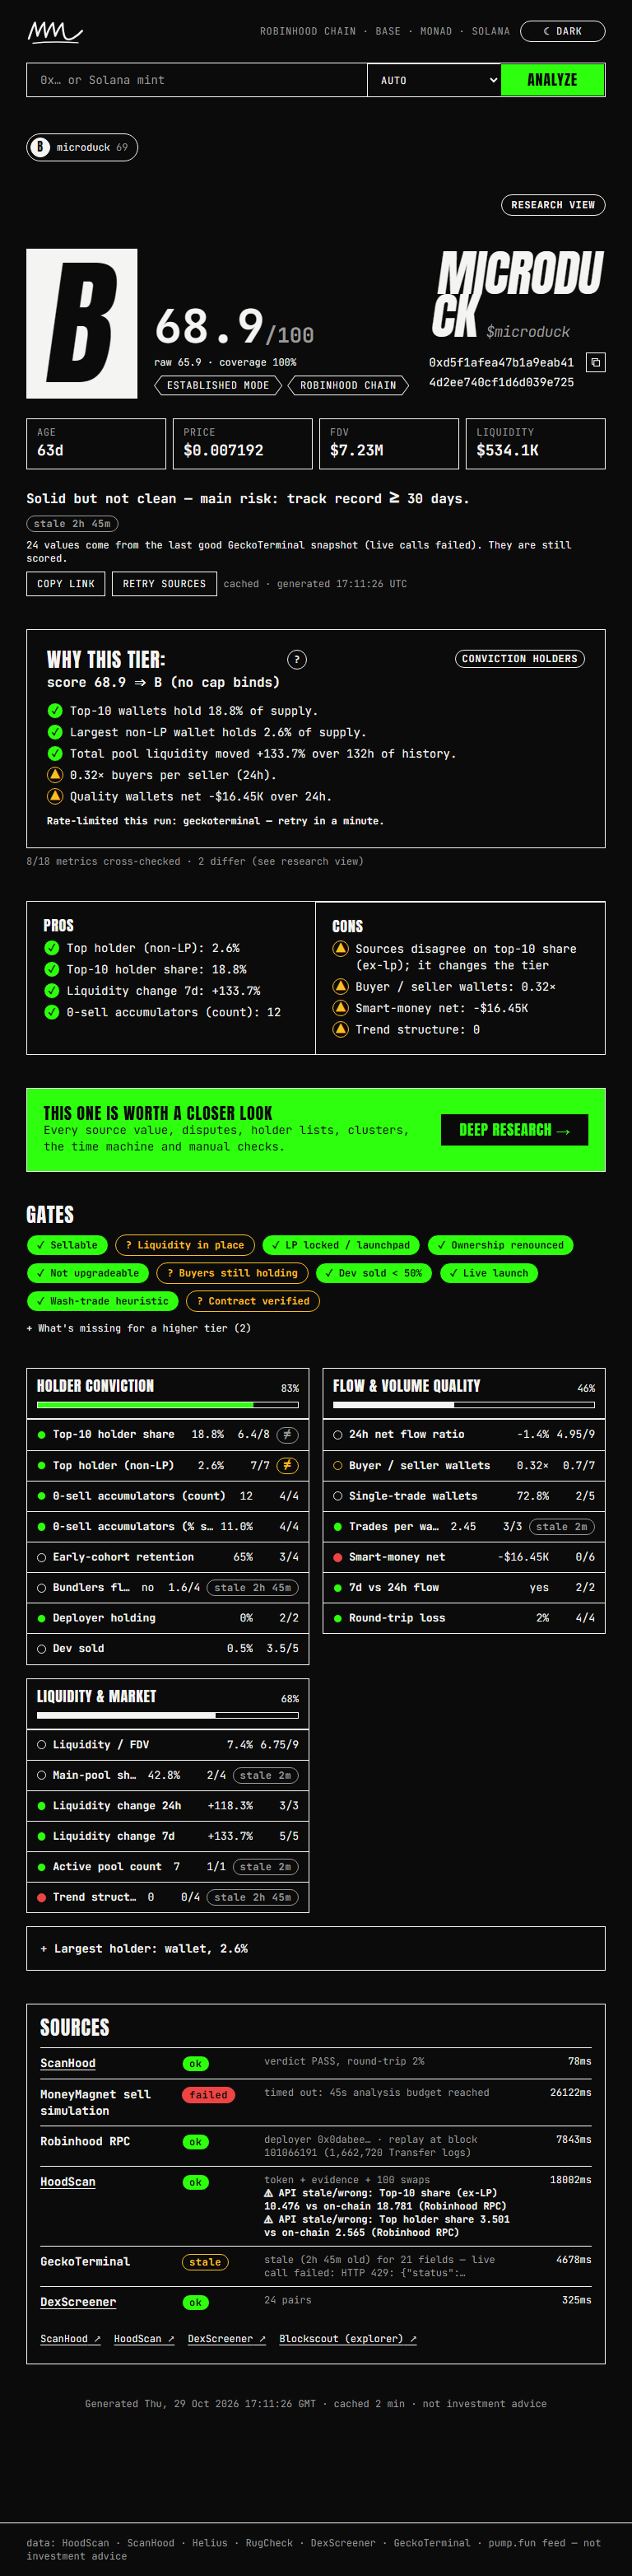 MM
ROBINHOOD CHAIN · BASE · MONAD · SOLANA
☾ DARK
0x… or Solana mint
AUTO
ANALYZE
B microduck 69
RESEARCH VIEW
B
68.9/100
raw 65.9 · coverage 100%
ESTABLISHED MODE
ROBINHOOD CHAIN
MICRODU
CK $microduck
0xd5f1afea47b1a9eab41
4d2ee740cf1d6d039e725
AGE
63d
PRICE
$0.007192
FDV
$7.23M
LIQUIDITY
$534.1K
Solid but not clean — main risk: track record ≥ 30 days.
stale 2h 45m
24 values come from the last good GeckoTerminal snapshot (live calls failed). They are still
scored.
COPY LINK
RETRY SOURCES
cached · generated 17:11:26 UTC
WHY THIS TIER:
?
CONVICTION HOLDERS
score 68.9 ⇒ B (no cap binds)
✓ Top-10 wallets hold 18.8% of supply.
✓ Largest non-LP wallet holds 2.6% of supply.
✓ Total pool liquidity moved +133.7% over 132h of history.
▲ 0.32× buyers per seller (24h).
▲ Quality wallets net -$16.45K over 24h.
Rate-limited this run: geckoterminal — retry in a minute.
8/18 metrics cross-checked · 2 differ (see research view)
PROS
✓ Top holder (non-LP): 2.6%
✓ Top-10 holder share: 18.8%
✓ Liquidity change 7d: +133.7%
✓ 0-sell accumulators (count): 12
CONS
▲ Sources disagree on top-10 share
(ex-lp); it changes the tier
▲ Buyer / seller wallets: 0.32×
▲ Smart-money net: -$16.45K
▲ Trend structure: 0
THIS ONE IS WORTH A CLOSER LOOK
Every source value, disputes, holder lists, clusters,
the time machine and manual checks.
DEEP RESEARCH →
GATES
✓ Sellable
? Liquidity in place
✓ LP locked / launchpad
✓ Ownership renounced
✓ Not upgradeable
? Buyers still holding
✓ Dev sold < 50%
✓ Live launch
✓ Wash-trade heuristic
? Contract verified
+ What's missing for a higher tier (2)
HOLDER CONVICTION 83%
Top-10 holder share 18.8% 6.4/8 ≠
Top holder (non-LP) 2.6% 7/7 ≠
0-sell accumulators (count) 12 4/4
0-sell accumulators (% s… 11.0% 4/4
Early-cohort retention 65% 3/4
Bundlers fl… no 1.6/4 stale 2h 45m
Deployer holding 0% 2/2
Dev sold 0.5% 3.5/5
FLOW & VOLUME QUALITY 46%
24h net flow ratio -1.4% 4.95/9
Buyer / seller wallets 0.32× 0.7/7
Single-trade wallets 72.8% 2/5
Trades per wa… 2.45 3/3 stale 2m
Smart-money net -$16.45K 0/6
7d vs 24h flow yes 2/2
Round-trip loss 2% 4/4
LIQUIDITY & MARKET 68%
Liquidity / FDV 7.4% 6.75/9
Main-pool sh… 42.8% 2/4 stale 2m
Liquidity change 24h +118.3% 3/3
Liquidity change 7d +133.7% 5/5
Active pool count 7 1/1 stale 2m
Trend struct… 0 0/4 stale 2h 45m
+ Largest holder: wallet, 2.6%
SOURCES
ScanHood ok verdict PASS, round-trip 2% 78ms
MoneyMagnet sell failed timed out: 45s analysis budget reached 26122ms
simulation
Robinhood RPC ok deployer 0x0dabee… · replay at block 7843ms
101066191 (1,662,720 Transfer logs)
HoodScan ok token + evidence + 100 swaps 18002ms
⚠ API stale/wrong: Top-10 share (ex-LP)
10.476 vs on-chain 18.781 (Robinhood RPC)
⚠ API stale/wrong: Top holder share 3.501
vs on-chain 2.565 (Robinhood RPC)
GeckoTerminal stale stale (2h 45m old) for 21 fields — live 4678ms
call failed: HTTP 429: {"status":…
DexScreener ok 24 pairs 325ms
ScanHood ↗ HoodScan ↗ DexScreener ↗ Blockscout (explorer) ↗
Generated Thu, 29 Oct 2026 17:11:26 GMT · cached 2 min · not investment advice
data: HoodScan · ScanHood · Helius · RugCheck · DexScreener · GeckoTerminal · pump.fun feed — not
investment advice